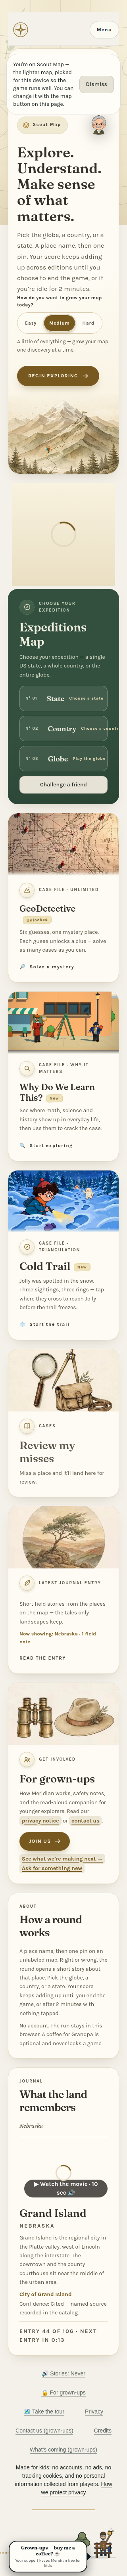 Menu
You're on Scout Map —
the lighter map, picked
for this device so the
game runs well. You can
change it with the map
button on this page.
Dismiss
Scout Map
Explore.
Understand.
Make sense
of what
matters.
Pick the globe, a country, or a
state. A place name, then one
pin. Your score keeps adding
up across editions until you
choose to end the game, or if
you're idle for 2 minutes.
How do you want to grow your map
today?
Easy
Medium
Hard
A little of everything — grow your map
one discovery at a time.
BEGIN EXPLORING →
CHOOSE YOUR
EXPEDITION
Expeditions
Map
Choose your expedition — a single
US state, a whole country, or the
entire globe.
N° 01 State Choose a state
N° 02 Country Choose a count
N° 03 Globe Play the globe
Challenge a friend
CASE FILE · UNLIMITED
GeoDetective
Unlocked
Six guesses, one mystery place.
Each guess unlocks a clue — solve
as many cases as you can.
Solve a mystery
CASE FILE · WHY IT
MATTERS
Why Do We Learn
This? New
See where math, science and
history show up in everyday life,
then use them to crack the case.
Start exploring
CASE FILE ·
TRIANGULATION
Cold Trail New
Jolly was spotted in the snow.
Three sightings, three rings — tap
where they cross to reach Jolly
before the trail freezes.
Start the trail
CASES
Review my
misses
Miss a place and it'll land here for
review.
LATEST JOURNAL ENTRY
Short field stories from the places
on the map — the tales only
landscapes keep.
Now showing: Nebraska · 1 field
note
READ THE ENTRY
GET INVOLVED
For grown-ups
How Meridian works, safety notes,
and the read-aloud companion for
younger explorers. Read our
privacy notice or contact us.
JOIN US →
See what we're making next →
Ask for something new
ABOUT
How a round
works
A place name, then one pin on an
unlabeled map. Right or wrong, the
round opens a short story about
that place. Pick the globe, a
country, or a state. Your score
keeps adding up until you end the
game, or after 2 minutes with
nothing tapped.
No account. The run stays in this
browser. A coffee for Grandpa is
optional and never locks a game.
JOURNAL
What the land
remembers
Nebraska
▶ Watch the movie · 10
sec 🔊
Grand Island
NEBRASKA
Grand Island is the regional city in
the Platte valley, west of Lincoln
along the interstate. The
downtown and the county
courthouse sit near the middle of
the urban area.
City of Grand Island
Confidence: Cited — named source
recorded in the catalog.
ENTRY 44 OF 106 · NEXT
ENTRY IN 0:13
🔊 Stories: Never
🔒 For grown-ups
🗺️ Take the tour
Privacy
Contact us (grown-ups)
Credits
What's coming (grown-ups)
Made for kids: no accounts, no ads, no
tracking cookies, and no personal
information collected from players. How
we protect privacy
Grown-ups — buy me a
coffee? ☕
Your support keeps Meridian free for
kids.